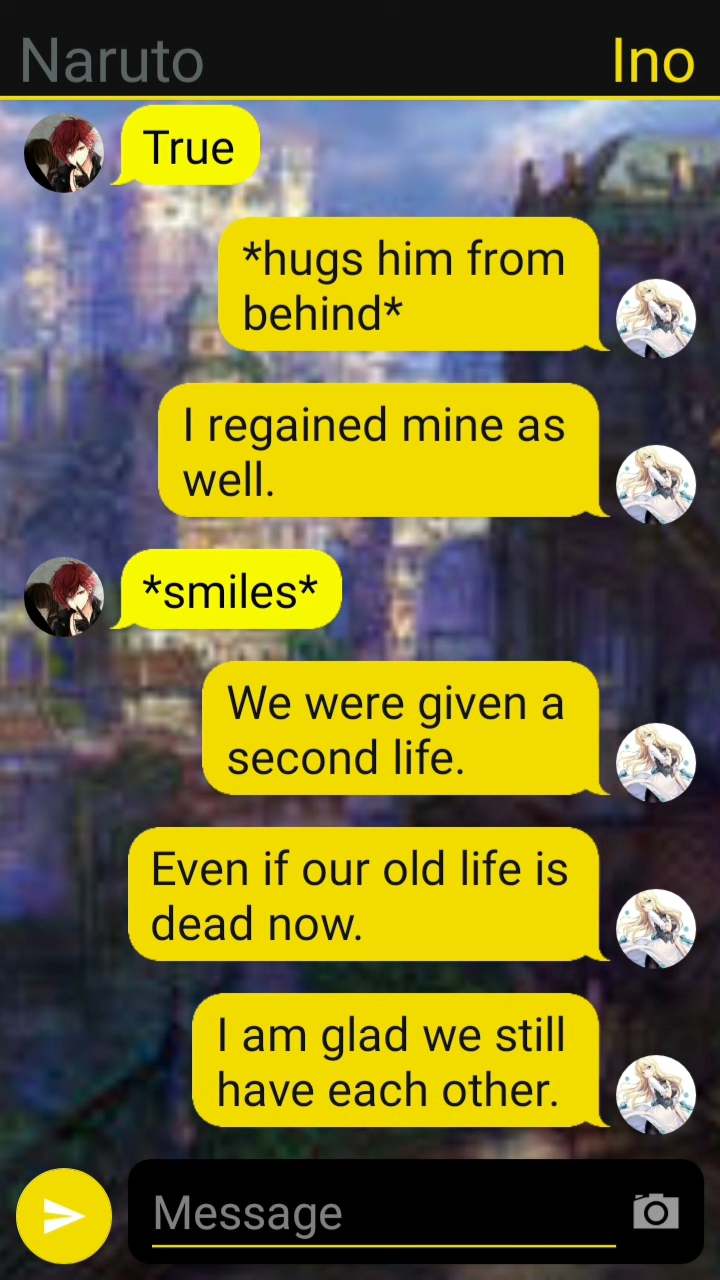 Naruto Ino
True
*hugs him from
behind*
I regained mine as
well.
*smiles*
We were given a
second life.
Even if our old life is
dead now.
I am glad we still
have each other.
Message